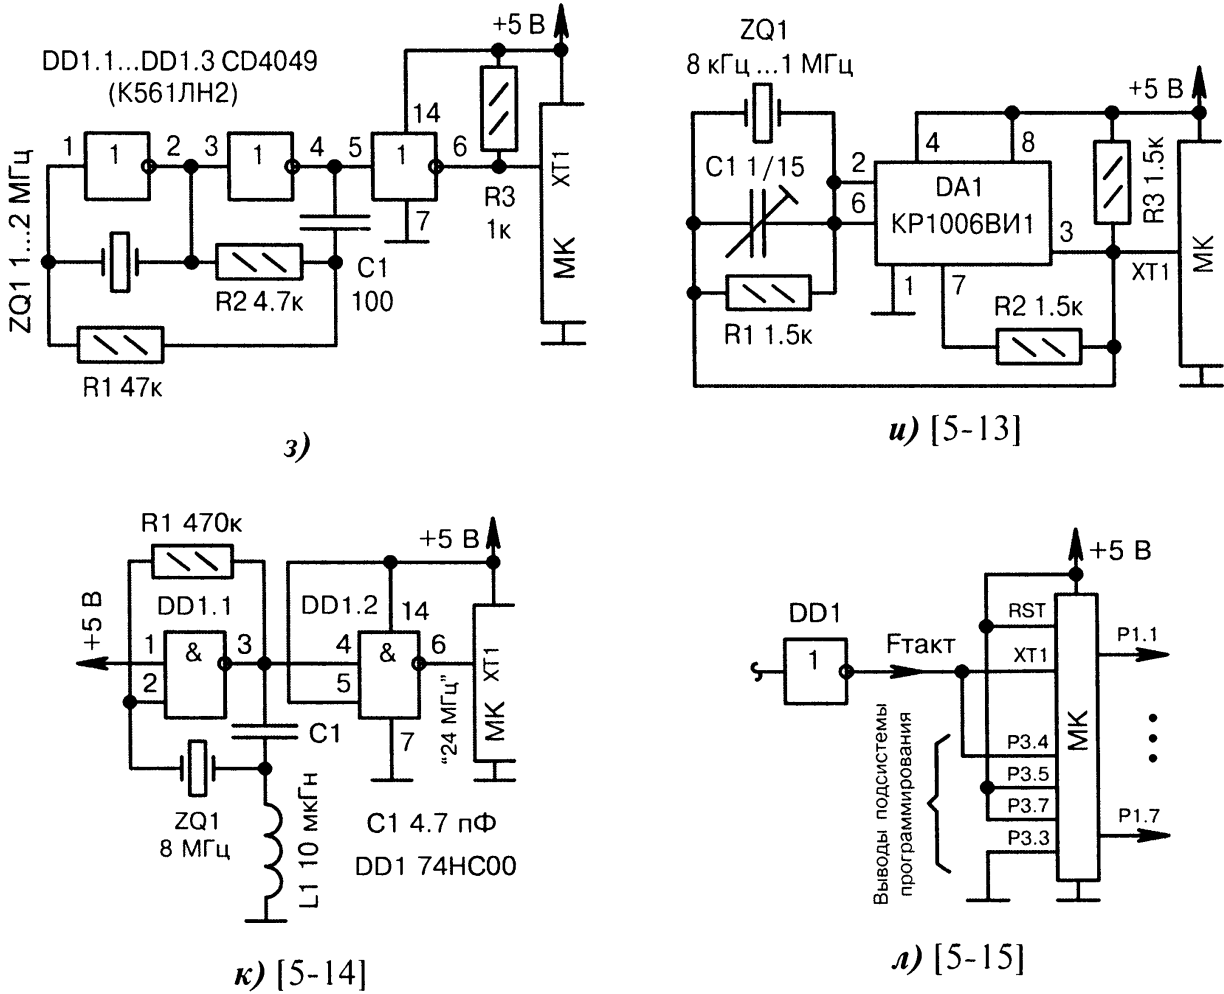 +5 В
DD1.1...DD1.3 CD4049
(К561ЛН2)
14
1
1
2
3
1
4
5
1
6
XT1
R3
1к
7
МК
ZQ1 1...2 МГц
R2 4.7к
C1
100
R1 47к
з)
ZQ1
8 кГц ...1 МГц
+5 В
C1 1/15
2
6
4
8
DA1
КР1006ВИ1
R3 1.5к
3
XT1
МК
1
7
R1 1.5к
R2 1.5к
и) [5-13]
R1 470к
+5 В
+5 В
DD1.1
DD1.2
14
1
2
&
3
4
5
&
6
XT1
МК
"24 МГц"
7
C1
ZQ1
8 МГц
L1 10 мкГн
C1 4.7 пФ
DD1 74HC00
к) [5-14]
+5 В
DD1
1
Fтакт
RST
XT1
P1.1
МК
Выводы подсистемы
программирования
P3.4
P3.5
P3.7
P3.3
P1.7
л) [5-15]